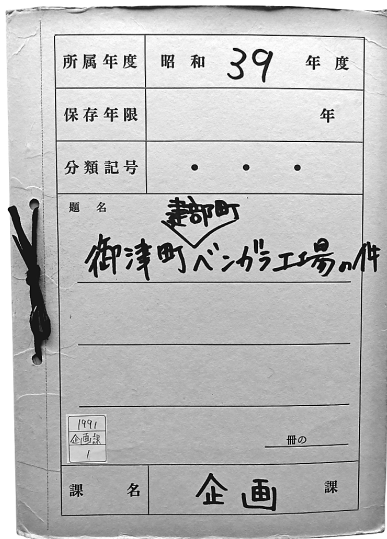 所属年度 昭和 39 年度
保存年限 年
分類記号 ・ ・ ・
題名
建部町
御津町ベンガラ工場の件
1991
企画課
1
冊の
課名 企画 課